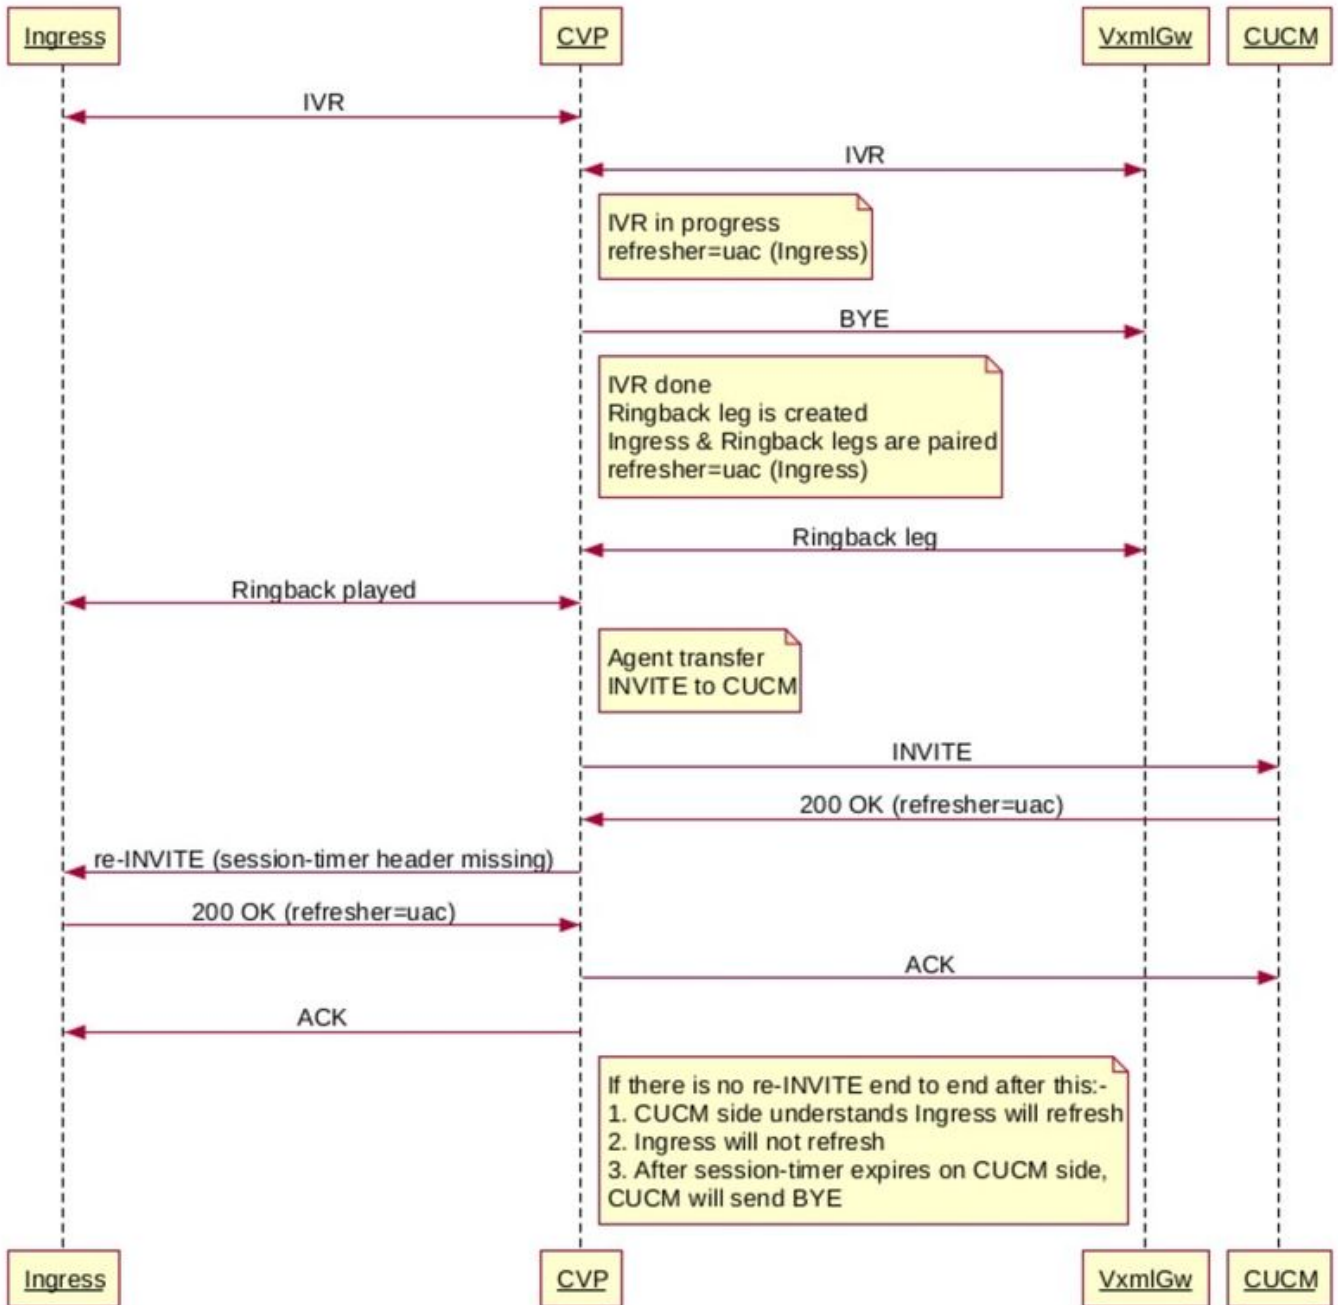 Ingress
CVP
VxmlGw
CUCM
IVR
IVR
IVR in progress
refresher=uac (Ingress)
BYE
IVR done
Ringback leg is created
Ingress & Ringback legs are paired
refresher=uac (Ingress)
Ringback leg
Ringback played
Agent transfer
INVITE to CUCM
INVITE
200 OK (refresher=uac)
re-INVITE (session-timer header missing)
200 OK (refresher=uac)
ACK
ACK
If there is no re-INVITE end to end after this:-
1. CUCM side understands Ingress will refresh
2. Ingress will not refresh
3. After session-timer expires on CUCM side,
CUCM will send BYE
Ingress
CVP
VxmlGw
CUCM